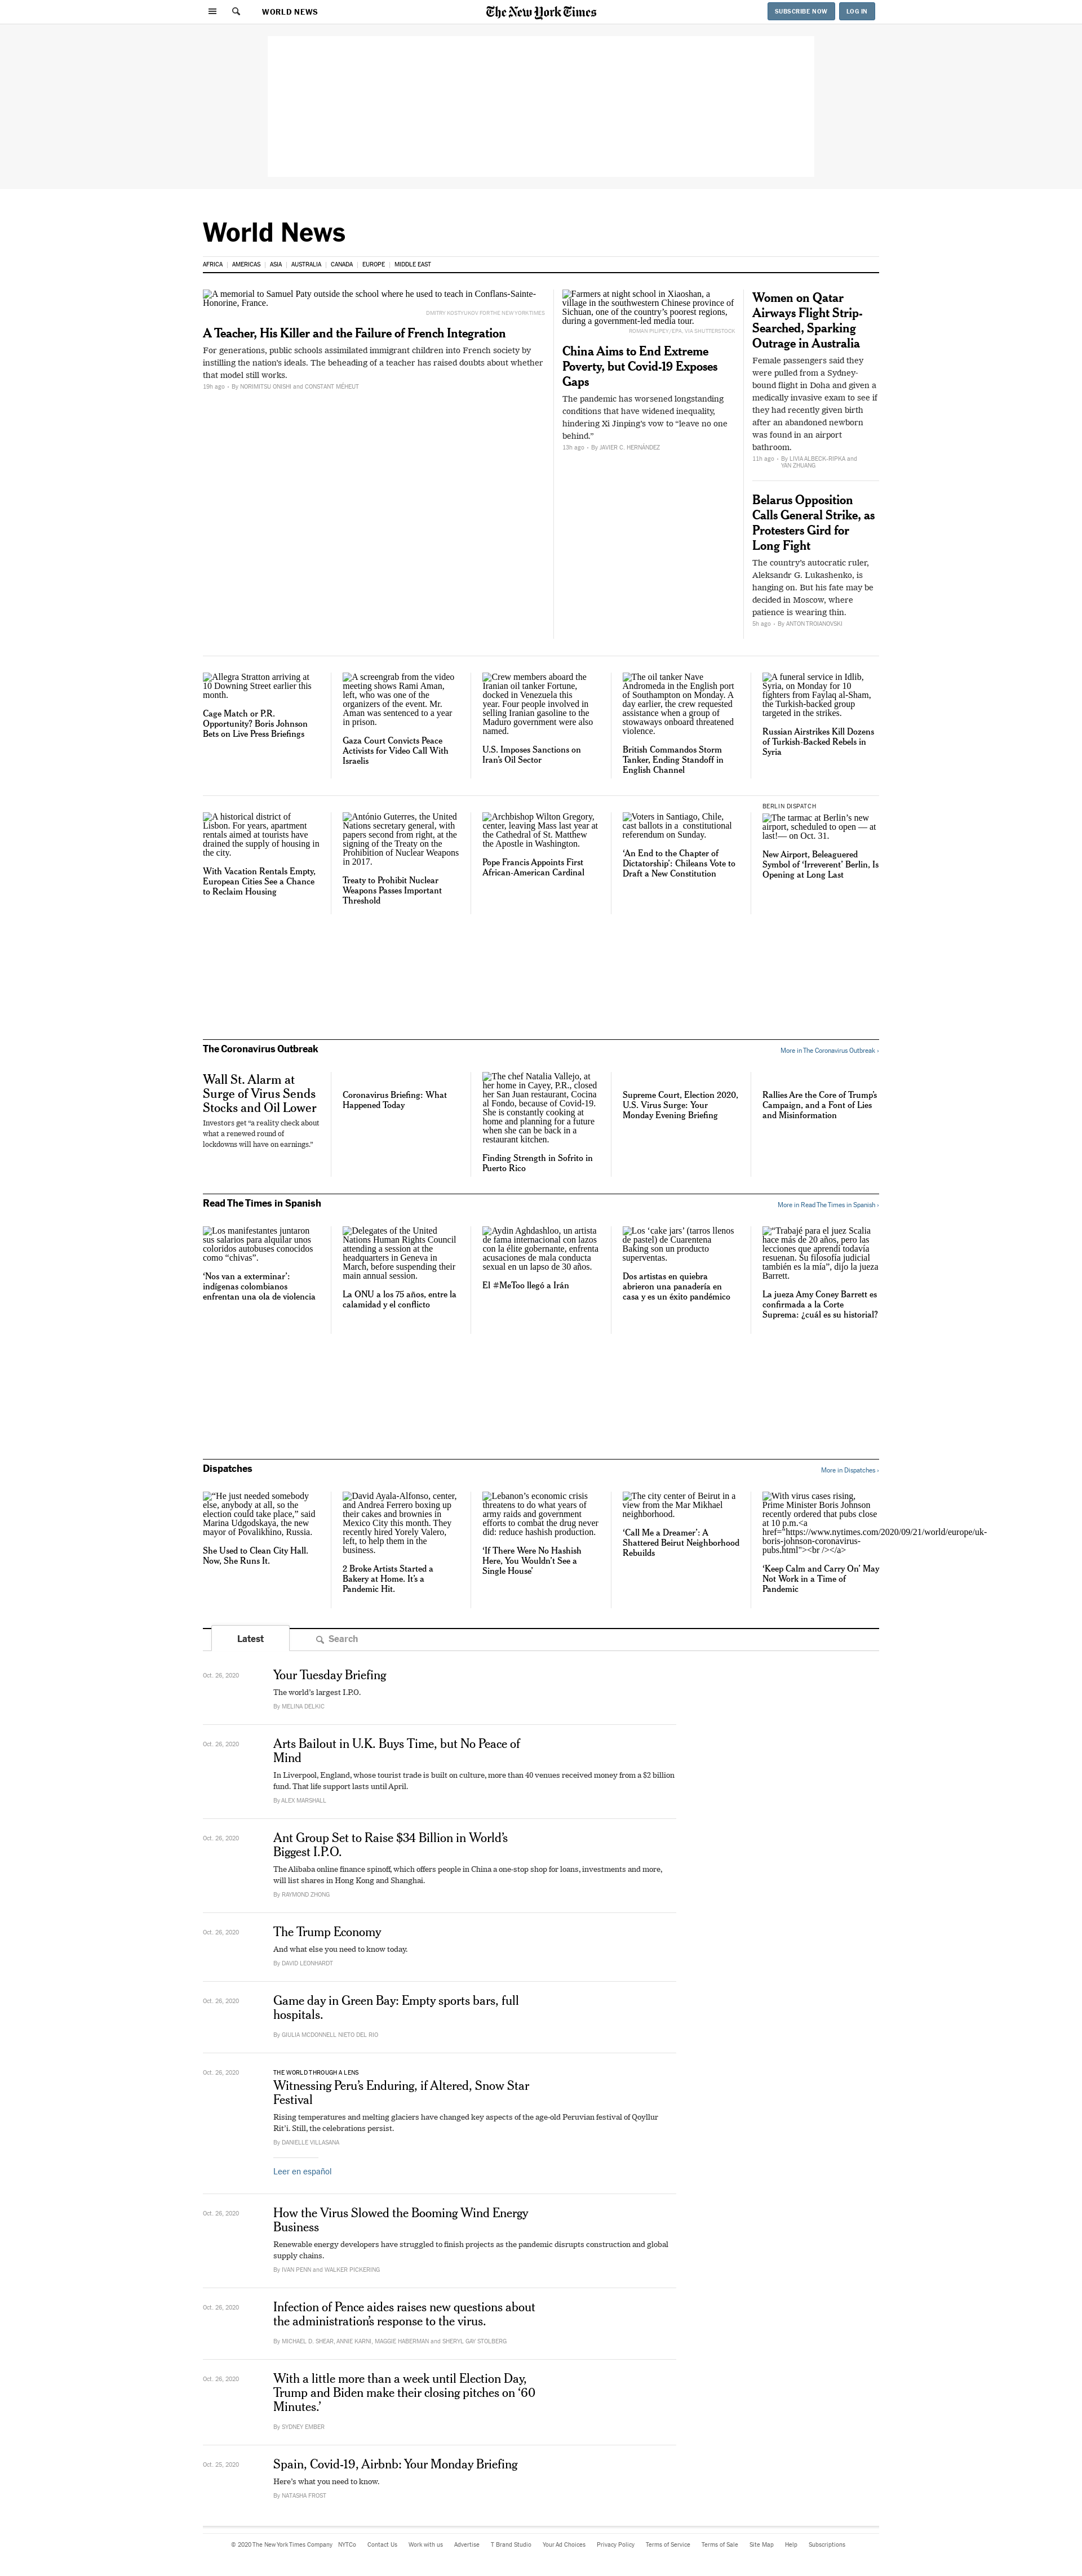 WORLD NEWS
The New York Times
SUBSCRIBE NOW
LOG IN
World News
AFRICA
AMERICAS
ASIA
AUSTRALIA
CANADA
EUROPE
MIDDLE EAST
A memorial to Samuel Paty outside the school where he used to teach in Conflans-Sainte-
Honorine, France.
DMITRY KOSTYUKOV FOR THE NEW YORK TIMES
A Teacher, His Killer and the Failure of French Integration
For generations, public schools assimilated immigrant children into French society by
instilling the nation's ideals. The beheading of a teacher has raised doubts about whether
that model still works.
19h ago - By NORIMITSU ONISHI and CONSTANT MÉHEUT
Farmers at night school in Xiaoshan, a
village in the southwestern Chinese province of
Sichuan, one of the country's poorest regions,
during a government-led media tour.
ROMAN PILIPEY/EPA, VIA SHUTTERSTOCK
China Aims to End Extreme
Poverty, but Covid-19 Exposes
Gaps
The pandemic has worsened longstanding
conditions that have widened inequality,
hindering Xi Jinping's vow to “leave no one
behind.”
13h ago - By JAVIER C. HERNÁNDEZ
Women on Qatar
Airways Flight Strip-
Searched, Sparking
Outrage in Australia
Female passengers said they
were pulled from a Sydney-
bound flight in Doha and given a
medically invasive exam to see if
they had recently given birth
after an abandoned newborn
was found in an airport
bathroom.
11h ago - By LIVIA ALBECK-RIPKA and
YAN ZHUANG
Belarus Opposition
Calls General Strike, as
Protesters Gird for
Long Fight
The country's autocratic ruler,
Aleksandr G. Lukashenko, is
hanging on. But his fate may be
decided in Moscow, where
patience is wearing thin.
5h ago - By ANTON TROIANOVSKI
Allegra Stratton arriving at
10 Downing Street earlier this
month.
Cage Match or P.R.
Opportunity? Boris Johnson
Bets on Live Press Briefings
A screengrab from the video
meeting shows Rami Aman,
left, who was one of the
organizers of the event. Mr.
Aman was sentenced to a year
in prison.
Gaza Court Convicts Peace
Activists for Video Call With
Israelis
Crew members aboard the
Iranian oil tanker Fortune,
docked in Venezuela this
year. Four people involved in
selling Iranian gasoline to the
Maduro government were also
named.
U.S. Imposes Sanctions on
Iran's Oil Sector
The oil tanker Nave
Andromeda in the English port
of Southampton on Monday. A
day earlier, the crew requested
assistance when a group of
stowaways onboard threatened
violence.
British Commandos Storm
Tanker, Ending Standoff in
English Channel
A funeral service in Idlib,
Syria, on Monday for 10
fighters from Faylaq al-Sham,
the Turkish-backed group
targeted in the strikes.
Russian Airstrikes Kill Dozens
of Turkish-Backed Rebels in
Syria
A historical district of
Lisbon. For years, apartment
rentals aimed at tourists have
drained the supply of housing in
the city.
With Vacation Rentals Empty,
European Cities See a Chance
to Reclaim Housing
António Guterres, the United
Nations secretary general, with
papers second from right, at the
signing of the Treaty on the
Prohibition of Nuclear Weapons
in 2017.
Treaty to Prohibit Nuclear
Weapons Passes Important
Threshold
Archbishop Wilton Gregory,
center, leaving Mass last year at
the Cathedral of St. Matthew
the Apostle in Washington.
Pope Francis Appoints First
African-American Cardinal
Voters in Santiago, Chile,
cast ballots in a constitutional
referendum on Sunday.
‘An End to the Chapter of
Dictatorship’: Chileans Vote to
Draft a New Constitution
BERLIN DISPATCH
The tarmac at Berlin's new
airport, scheduled to open — at
last!— on Oct. 31.
New Airport, Beleaguered
Symbol of ‘Irreverent’ Berlin, Is
Opening at Long Last
The Coronavirus Outbreak
More in The Coronavirus Outbreak ›
Wall St. Alarm at
Surge of Virus Sends
Stocks and Oil Lower
Investors get “a reality check about
what a renewed round of
lockdowns will have on earnings.”
Coronavirus Briefing: What
Happened Today
The chef Natalia Vallejo, at
her home in Cayey, P.R., closed
her San Juan restaurant, Cocina
al Fondo, because of Covid-19.
She is constantly cooking at
home and planning for a future
when she can be back in a
restaurant kitchen.
Finding Strength in Sofrito in
Puerto Rico
Supreme Court, Election 2020,
U.S. Virus Surge: Your
Monday Evening Briefing
Rallies Are the Core of Trump's
Campaign, and a Font of Lies
and Misinformation
Read The Times in Spanish
More in Read The Times in Spanish ›
Los manifestantes juntaron
sus salarios para alquilar unos
coloridos autobuses conocidos
como “chivas”.
‘Nos van a exterminar’:
indígenas colombianos
enfrentan una ola de violencia
Delegates of the United
Nations Human Rights Council
attending a session at the
headquarters in Geneva in
March, before suspending their
main annual session.
La ONU a los 75 años, entre la
calamidad y el conflicto
Aydin Aghdashloo, un artista
de fama internacional con lazos
con la élite gobernante, enfrenta
acusaciones de mala conducta
sexual en un lapso de 30 años.
El #MeToo llegó a Irán
Los ‘cake jars’ (tarros llenos
de pastel) de Cuarentena
Baking son un producto
superventas.
Dos artistas en quiebra
abrieron una panadería en
casa y es un éxito pandémico
“Trabajé para el juez Scalia
hace más de 20 años, pero las
lecciones que aprendí todavía
resuenan. Su filosofía judicial
también es la mía”, dijo la jueza
Barrett.
La jueza Amy Coney Barrett es
confirmada a la Corte
Suprema: ¿cuál es su historial?
Dispatches
More in Dispatches ›
“He just needed somebody
else, anybody at all, so the
election could take place,” said
Marina Udgodskaya, the new
mayor of Povalikhino, Russia.
She Used to Clean City Hall.
Now, She Runs It.
David Ayala-Alfonso, center,
and Andrea Ferrero boxing up
their cakes and brownies in
Mexico City this month. They
recently hired Yorely Valero,
left, to help them in the
business.
2 Broke Artists Started a
Bakery at Home. It's a
Pandemic Hit.
Lebanon's economic crisis
threatens to do what years of
army raids and government
efforts to combat the drug never
did: reduce hashish production.
‘If There Were No Hashish
Here, You Wouldn't See a
Single House’
The city center of Beirut in a
view from the Mar Mikhael
neighborhood.
‘Call Me a Dreamer’: A
Shattered Beirut Neighborhood
Rebuilds
With virus cases rising,
Prime Minister Boris Johnson
recently ordered that pubs close
at 10 p.m.<a
href="https://www.nytimes.com/2020/09/21/world/europe/uk-
boris-johnson-coronavirus-
pubs.html"><br /></a>
‘Keep Calm and Carry On’ May
Not Work in a Time of
Pandemic
Latest
Search
Oct. 26, 2020
Your Tuesday Briefing
The world's largest I.P.O.
By MELINA DELKIC
Oct. 26, 2020
Arts Bailout in U.K. Buys Time, but No Peace of
Mind
In Liverpool, England, whose tourist trade is built on culture, more than 40 venues received money from a $2 billion
fund. That life support lasts until April.
By ALEX MARSHALL
Oct. 26, 2020
Ant Group Set to Raise $34 Billion in World's
Biggest I.P.O.
The Alibaba online finance spinoff, which offers people in China a one-stop shop for loans, investments and more,
will list shares in Hong Kong and Shanghai.
By RAYMOND ZHONG
Oct. 26, 2020
The Trump Economy
And what else you need to know today.
By DAVID LEONHARDT
Oct. 26, 2020
Game day in Green Bay: Empty sports bars, full
hospitals.
By GIULIA MCDONNELL NIETO DEL RIO
Oct. 26, 2020
THE WORLD THROUGH A LENS
Witnessing Peru's Enduring, if Altered, Snow Star
Festival
Rising temperatures and melting glaciers have changed key aspects of the age-old Peruvian festival of Qoyllur
Rit'i. Still, the celebrations persist.
By DANIELLE VILLASANA
Leer en español
Oct. 26, 2020
How the Virus Slowed the Booming Wind Energy
Business
Renewable energy developers have struggled to finish projects as the pandemic disrupts construction and global
supply chains.
By IVAN PENN and WALKER PICKERING
Oct. 26, 2020
Infection of Pence aides raises new questions about
the administration's response to the virus.
By MICHAEL D. SHEAR, ANNIE KARNI, MAGGIE HABERMAN and SHERYL GAY STOLBERG
Oct. 26, 2020
With a little more than a week until Election Day,
Trump and Biden make their closing pitches on ‘60
Minutes.’
By SYDNEY EMBER
Oct. 25, 2020
Spain, Covid-19, Airbnb: Your Monday Briefing
Here's what you need to know.
By NATASHA FROST
© 2020 The New York Times Company
NYTCo
Contact Us
Work with us
Advertise
T Brand Studio
Your Ad Choices
Privacy Policy
Terms of Service
Terms of Sale
Site Map
Help
Subscriptions